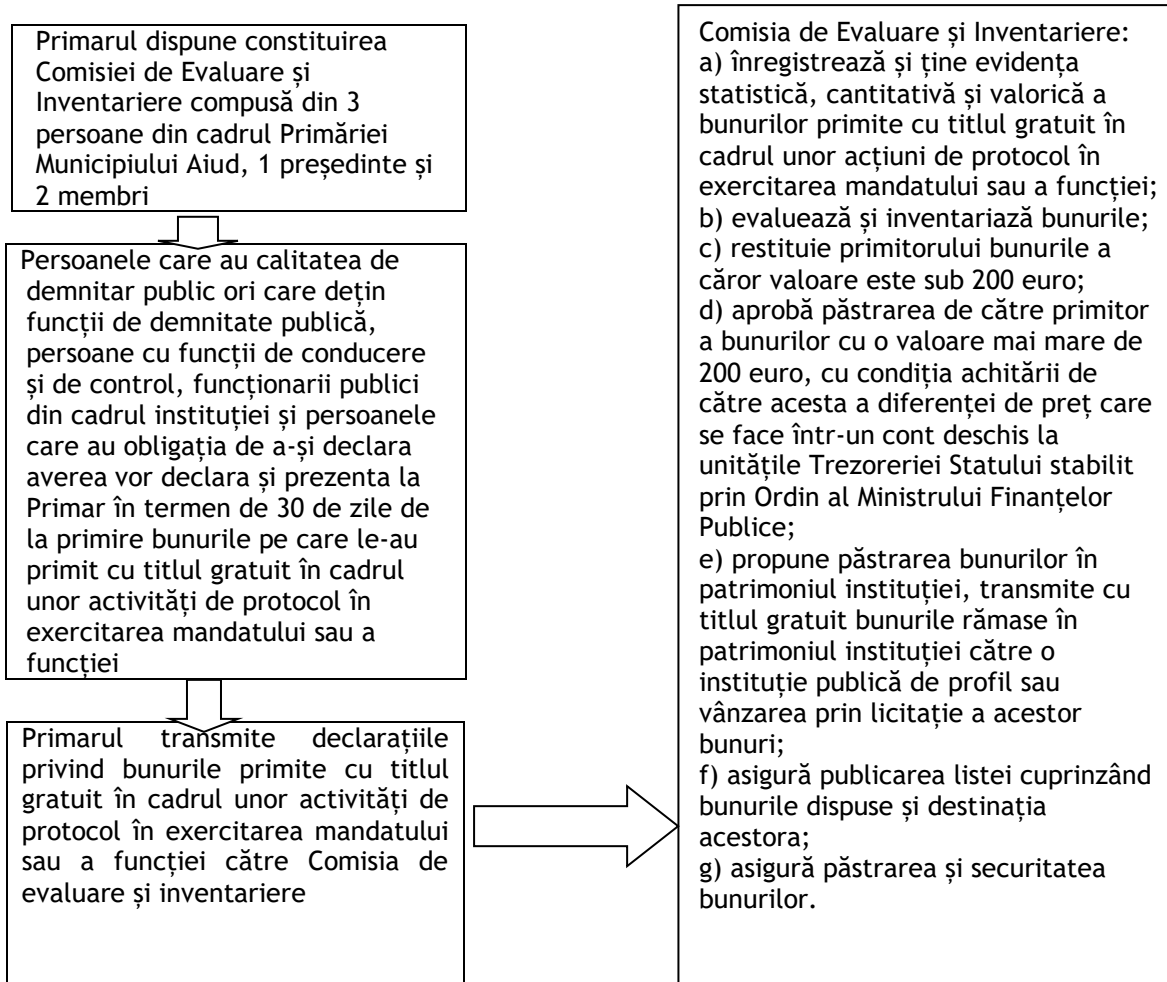 Primarul dispune constituirea
Comisiei de Evaluare și
Inventariere compusă din 3
persoane din cadrul Primăriei
Municipiului Aiud, 1 președinte și
2 membri
Persoanele care au calitatea de
demnitar public ori care dețin
funcții de demnitate publică,
persoane cu funcții de conducere
și de control, funcționarii publici
din cadrul instituției și persoanele
care au obligația de a-și declara
averea vor declara și prezenta la
Primar în termen de 30 de zile de
la primire bunurile pe care le-au
primit cu titlul gratuit în cadrul
unor activități de protocol în
exercitarea mandatului sau a
funcției
Primarul transmite declarațiile
privind bunurile primite cu titlul
gratuit în cadrul unor activități de
protocol în exercitarea mandatului
sau a funcției către Comisia de
evaluare și inventariere
Comisia de Evaluare și Inventariere:
a) înregistrează și ține evidența
statistică, cantitativă și valorică a
bunurilor primite cu titlul gratuit în
cadrul unor acțiuni de protocol în
exercitarea mandatului sau a funcției;
b) evaluează și inventariază bunurile;
c) restituie primitorului bunurile a
căror valoare este sub 200 euro;
d) aprobă păstrarea de către primitor
a bunurilor cu o valoare mai mare de
200 euro, cu condiția achitării de
către acesta a diferenței de preț care
se face într-un cont deschis la
unitățile Trezoreriei Statului stabilit
prin Ordin al Ministrului Finanțelor
Publice;
e) propune păstrarea bunurilor în
patrimoniul instituției, transmite cu
titlul gratuit bunurile rămase în
patrimoniul instituției către o
instituție publică de profil sau
vânzarea prin licitație a acestor
bunuri;
f) asigură publicarea listei cuprinzând
bunurile dispuse și destinația
acestora;
g) asigură păstrarea și securitatea
bunurilor.